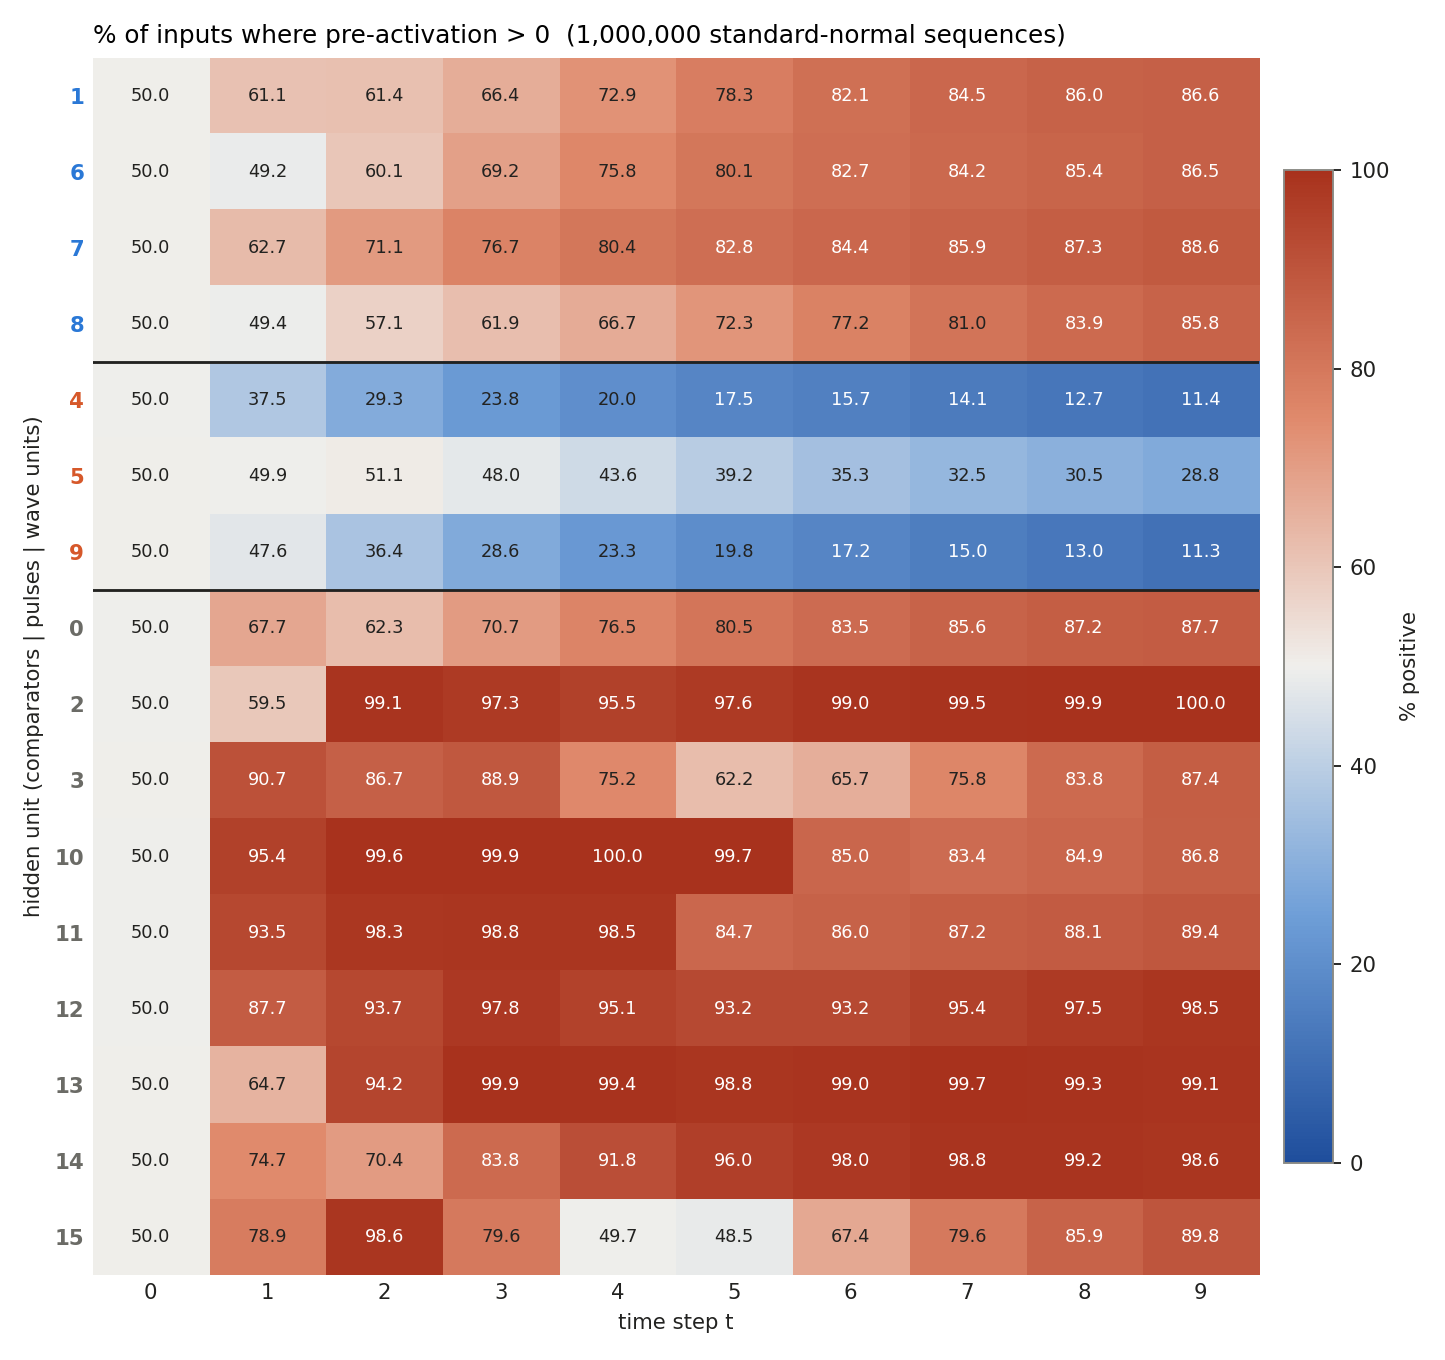 % of inputs where pre-activation > 0  (1,000,000 standard-normal sequences)
hidden unit (comparators | pulses | wave units)
1 50.0 61.1 61.4 66.4 72.9 78.3 82.1 84.5 86.0 86.6
6 50.0 49.2 60.1 69.2 75.8 80.1 82.7 84.2 85.4 86.5
7 50.0 62.7 71.1 76.7 80.4 82.8 84.4 85.9 87.3 88.6
8 50.0 49.4 57.1 61.9 66.7 72.3 77.2 81.0 83.9 85.8
4 50.0 37.5 29.3 23.8 20.0 17.5 15.7 14.1 12.7 11.4
5 50.0 49.9 51.1 48.0 43.6 39.2 35.3 32.5 30.5 28.8
9 50.0 47.6 36.4 28.6 23.3 19.8 17.2 15.0 13.0 11.3
0 50.0 67.7 62.3 70.7 76.5 80.5 83.5 85.6 87.2 87.7
2 50.0 59.5 99.1 97.3 95.5 97.6 99.0 99.5 99.9 100.0
3 50.0 90.7 86.7 88.9 75.2 62.2 65.7 75.8 83.8 87.4
10 50.0 95.4 99.6 99.9 100.0 99.7 85.0 83.4 84.9 86.8
11 50.0 93.5 98.3 98.8 98.5 84.7 86.0 87.2 88.1 89.4
12 50.0 87.7 93.7 97.8 95.1 93.2 93.2 95.4 97.5 98.5
13 50.0 64.7 94.2 99.9 99.4 98.8 99.0 99.7 99.3 99.1
14 50.0 74.7 70.4 83.8 91.8 96.0 98.0 98.8 99.2 98.6
15 50.0 78.9 98.6 79.6 49.7 48.5 67.4 79.6 85.9 89.8
0 1 2 3 4 5 6 7 8 9
time step t
100
80
60
40
20
0
% positive